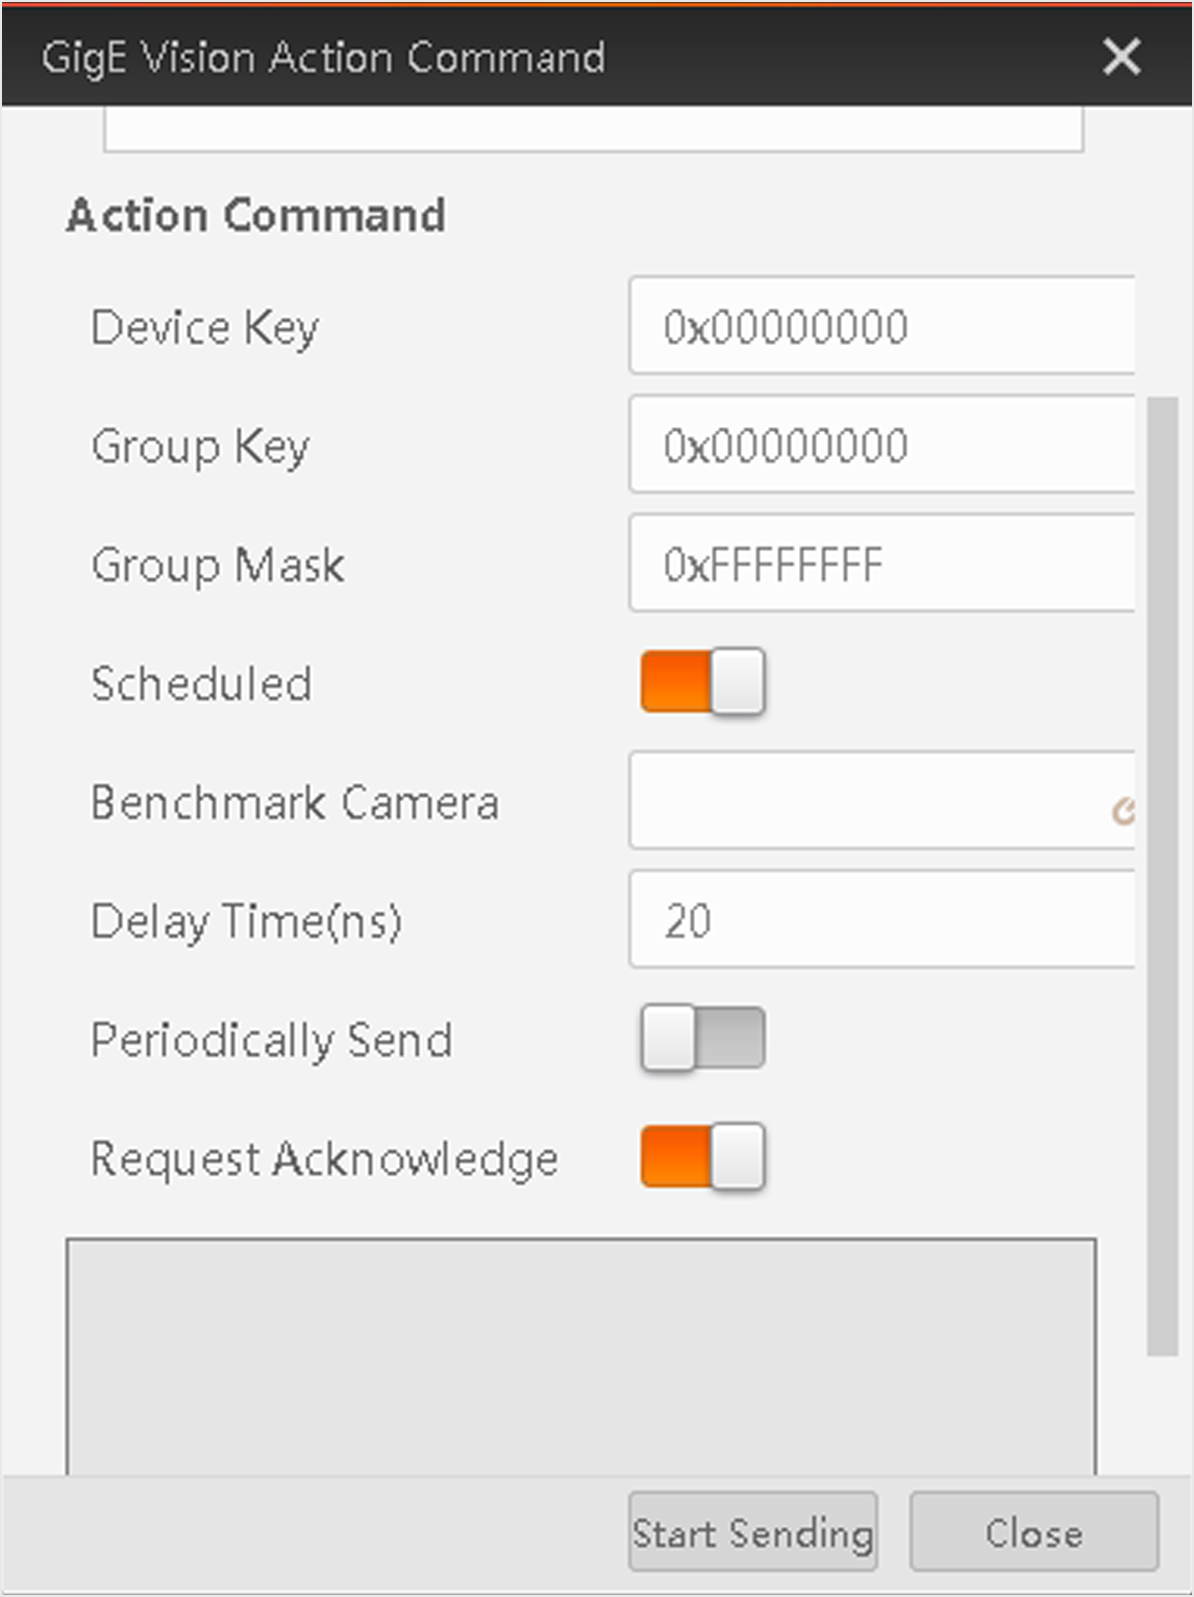 GigE Vision Action Command
Action Command
Device Key 0x00000000
Group Key 0x00000000
Group Mask 0xFFFFFFFF
Scheduled
Benchmark Camera
Delay Time(ns) 20
Periodically Send
Request Acknowledge
Start Sending Close